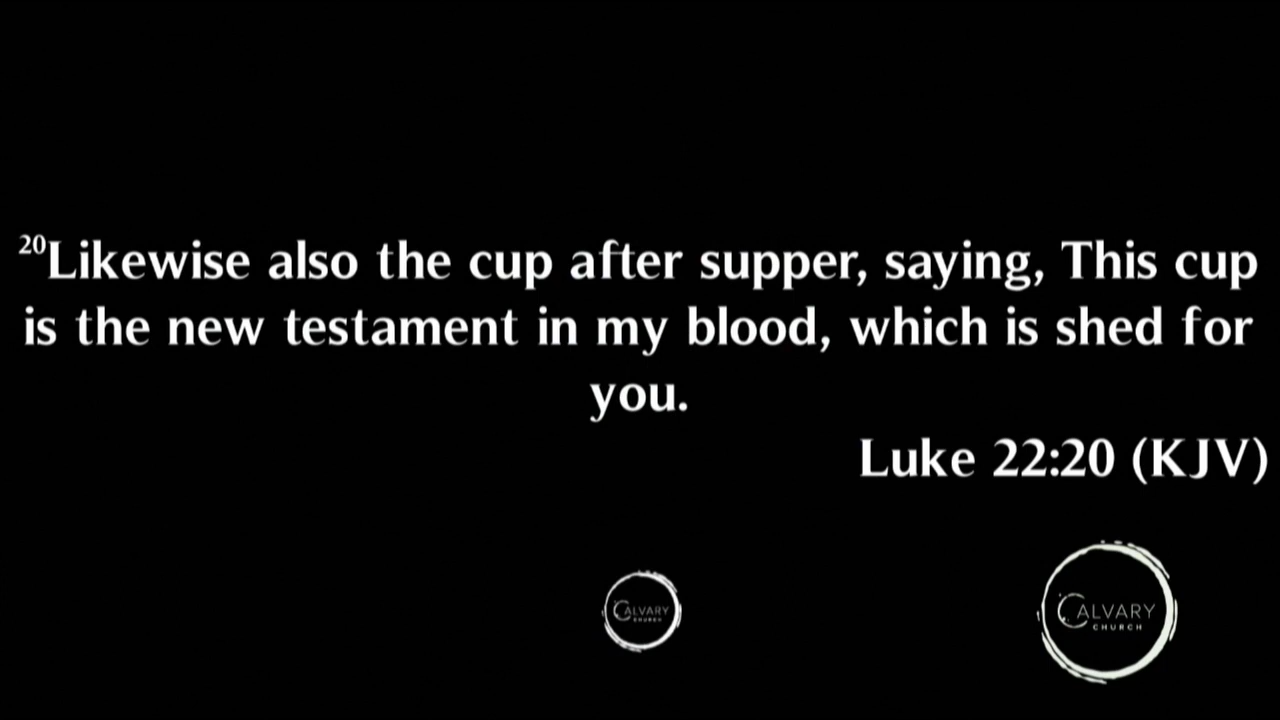 ²⁰Likewise also the cup after supper, saying, This cup
is the new testament in my blood, which is shed for
you.
Luke 22:20 (KJV)
CALVARY
CHURCH
CALVARY
CHURCH